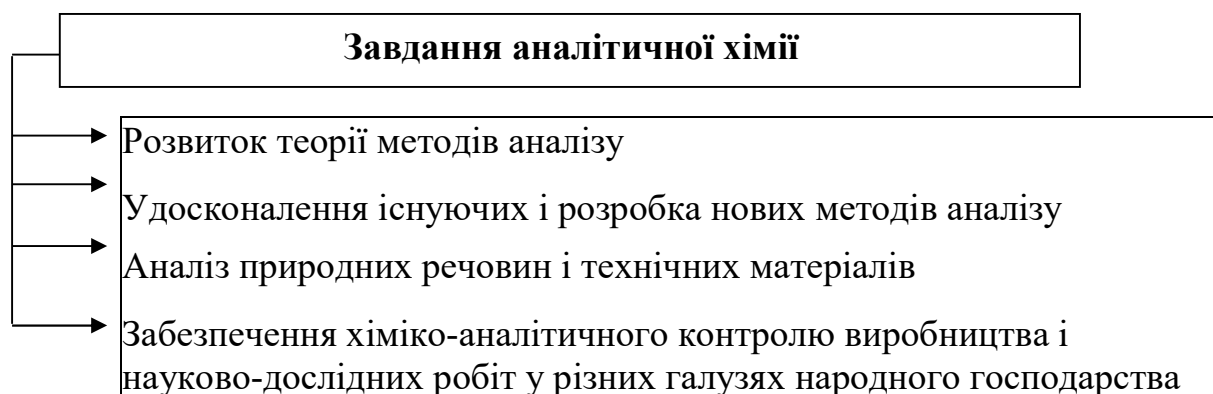 Завдання аналітичної хімії
Розвиток теорії методів аналізу
Удосконалення існуючих і розробка нових методів аналізу
Аналіз природних речовин і технічних матеріалів
Забезпечення хіміко-аналітичного контролю виробництва і
науково-дослідних робіт у різних галузях народного господарства